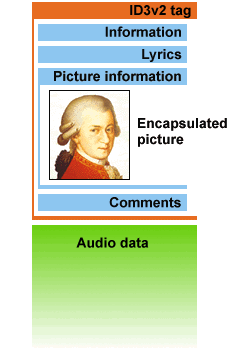 ID3v2 tag
Information
Lyrics
Picture information
Encapsulated
picture
Comments
Audio data